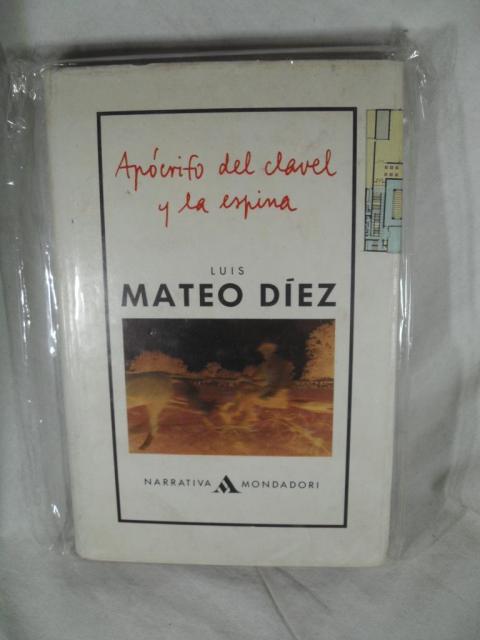 Apócrifo del clavel
y la espina
LUIS
MATEO DÍEZ
NARRATIVA MONDADORI